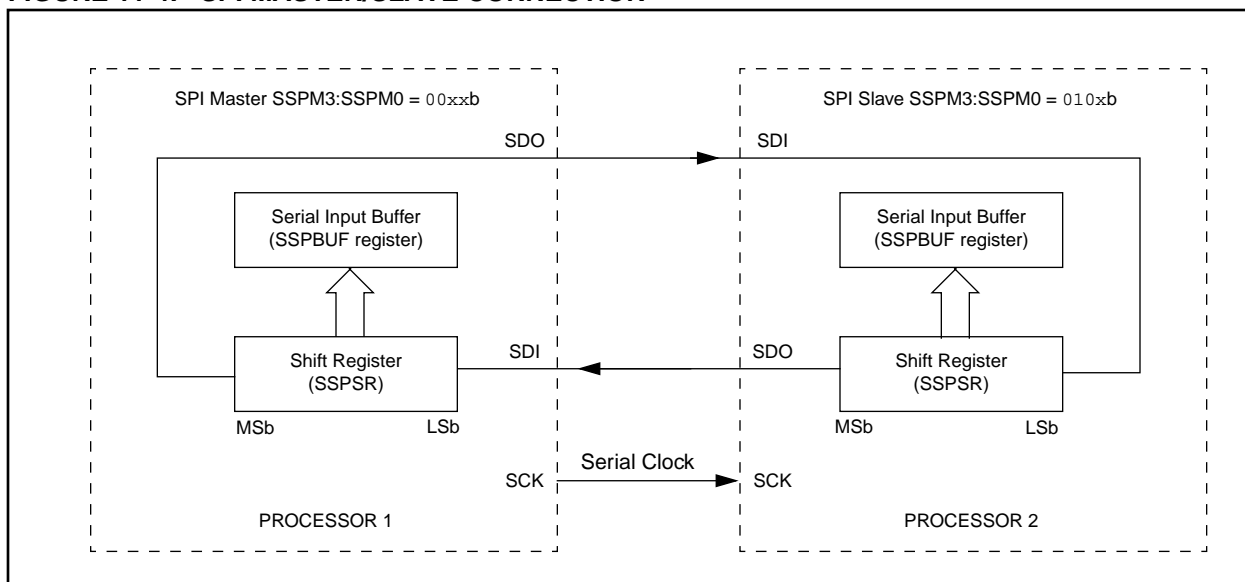 SPI Master SSPM3:SSPM0 = 00xxb
SDO
Serial Input Buffer
(SSPBUF register)
Shift Register
(SSPSR)
MSb
LSb
SDI
SCK
PROCESSOR 1
Serial Clock
SPI Slave SSPM3:SSPM0 = 010xb
SDI
Serial Input Buffer
(SSPBUF register)
SDO
Shift Register
(SSPSR)
MSb
LSb
SCK
PROCESSOR 2